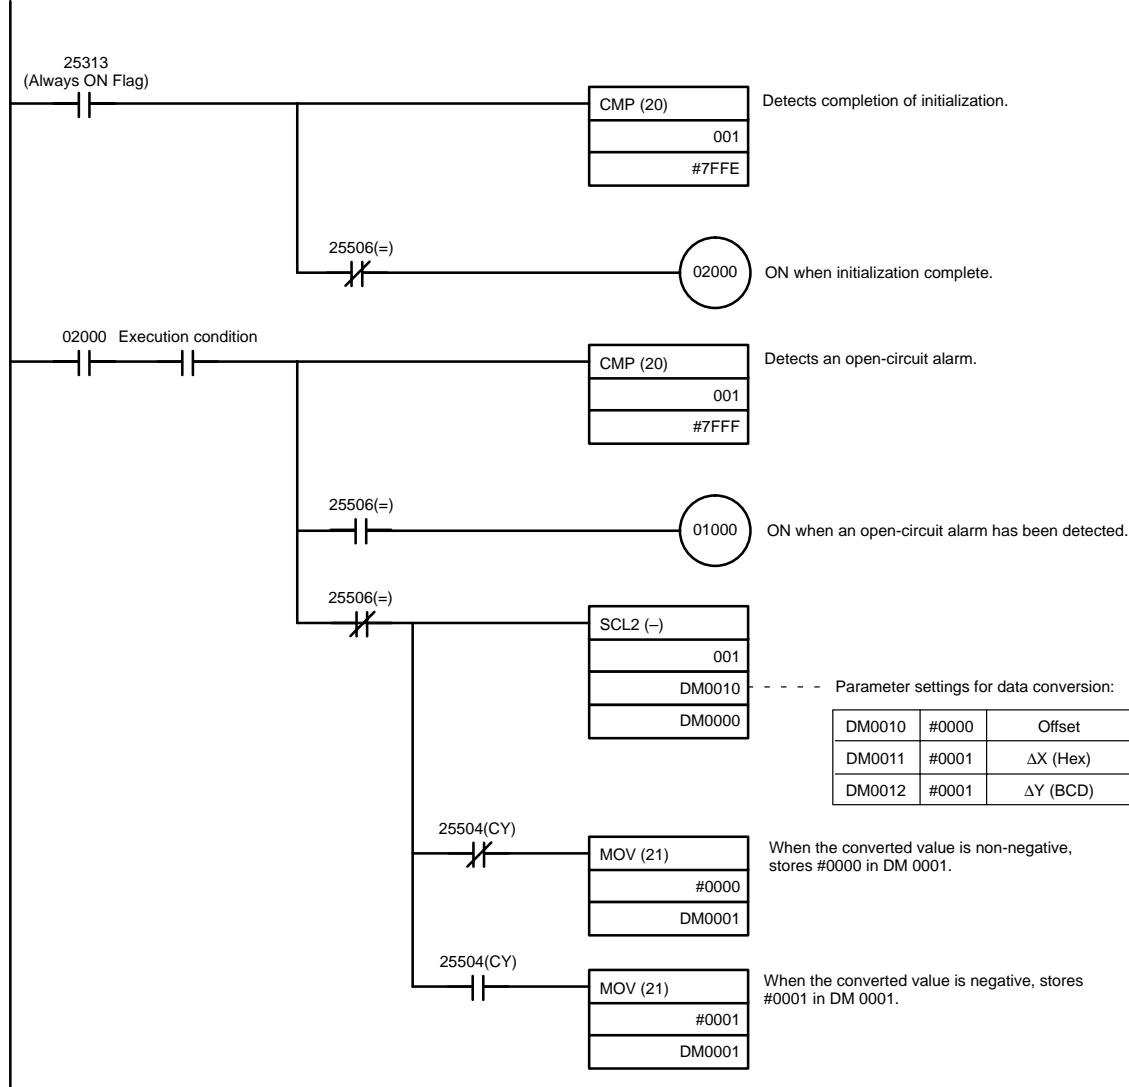 25313
(Always ON Flag)
CMP (20)
Detects completion of initialization.
001
#7FFE
25506(=)
02000
ON when initialization complete.
02000
Execution condition
CMP (20)
Detects an open-circuit alarm.
001
#7FFF
25506(=)
01000
ON when an open-circuit alarm has been detected.
25506(=)
SCL2 (–)
001
DM0010
Parameter settings for data conversion:
DM0000
DM0010 #0000 Offset
DM0011 #0001 ΔX (Hex)
DM0012 #0001 ΔY (BCD)
25504(CY)
MOV (21)
When the converted value is non-negative,
stores #0000 in DM 0001.
#0000
DM0001
25504(CY)
MOV (21)
When the converted value is negative, stores
#0001 in DM 0001.
#0001
DM0001